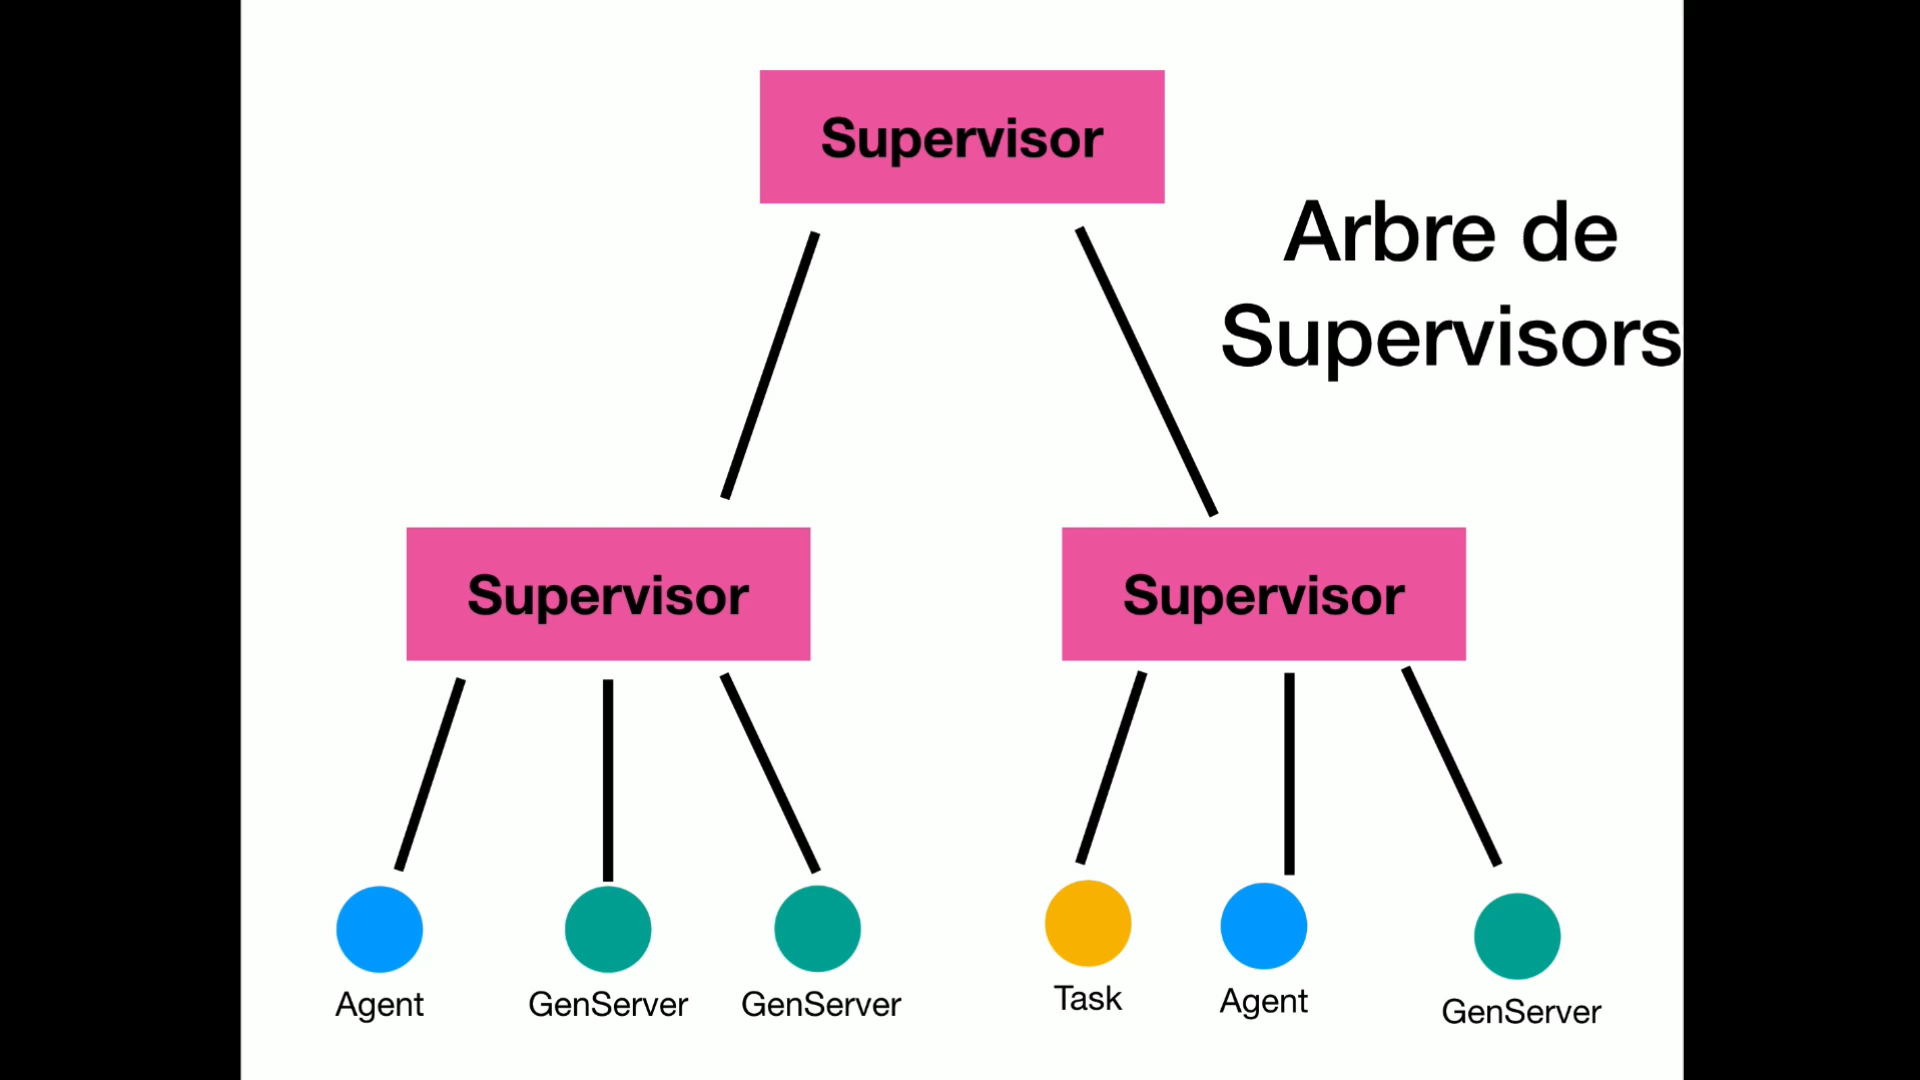 Supervisor
Arbre de
Supervisors
Supervisor
Supervisor
Agent
GenServer
GenServer
Task
Agent
GenServer